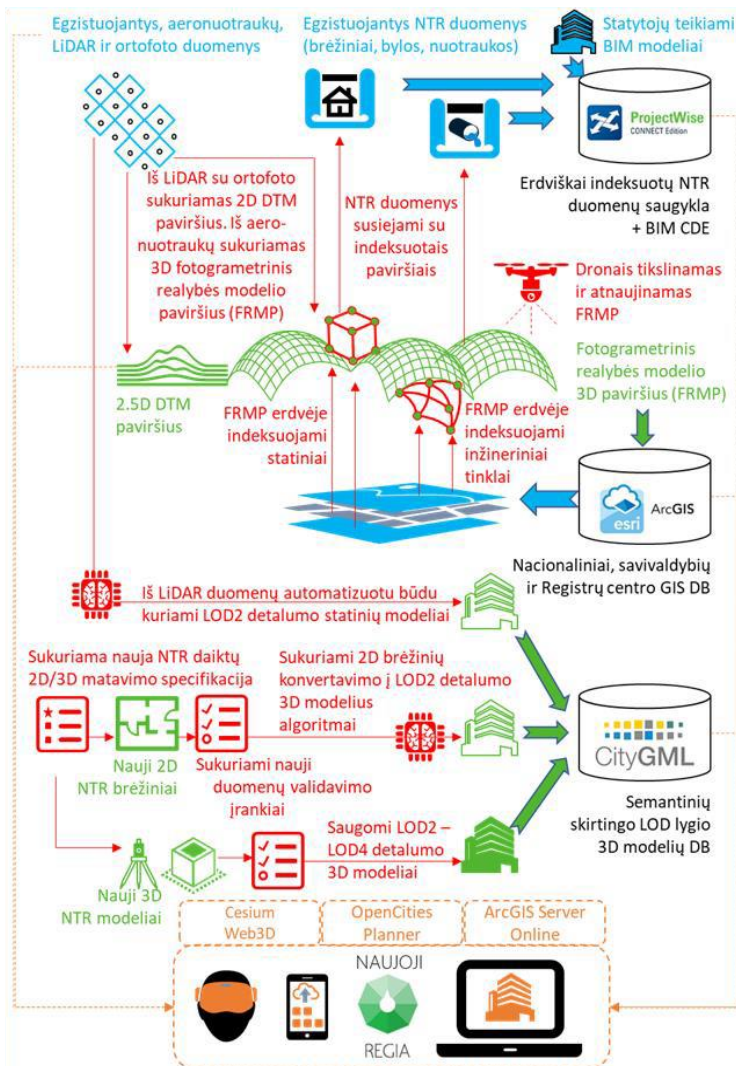 Egzistuojantys, aeronuotraukų,
LiDAR ir ortofoto duomenys
Egzistuojantys NTR duomenys
(brėžiniai, bylos, nuotraukos)
Statytojų teikiami
BIM modeliai
ProjectWise
CONNECT Edition
Erdviškai indeksuotų NTR
duomenų saugykla
+ BIM CDE
Iš LiDAR su ortofoto
sukuriamas 2D DTM
paviršius. Iš aero-
nuotraukų sukuriamas
3D fotogrametrinis
realybės modelio
paviršius (FRMP)
NTR duomenys
susiejami su
indeksuotais
paviršiais
Dronais tikslinamas
ir atnaujinamas
FRMP
Fotogrametrinis
realybės modelio
3D paviršius (FRMP)
2.5D DTM
paviršius
FRMP erdvėje
indeksuojami
statiniai
FRMP erdvėje
indeksuojami
inžineriniai
tinklai
esri
ArcGIS
Nacionaliniai, savivaldybių
ir Registrų centro GIS DB
Iš LiDAR duomenų automatizuotu būdu
kuriami LOD2 detalumo statinių modeliai
Sukuriama nauja NTR daiktų
2D/3D matavimo specifikacija
Sukuriami 2D brėžinių
konvertavimo į LOD2 detalumo
3D modelius
algoritmai
Nauji 2D
NTR brėžiniai
Sukuriami nauji
duomenų validavimo
įrankiai
CityGML
Semantinių
skirtingo LOD lygio
3D modelių DB
Saugomi LOD2 –
LOD4 detalumo
3D modeliai
Nauji 3D
NTR modeliai
Cesium
Web3D
OpenCities
Planner
ArcGIS Server
Online
NAUJOJI
REGIA